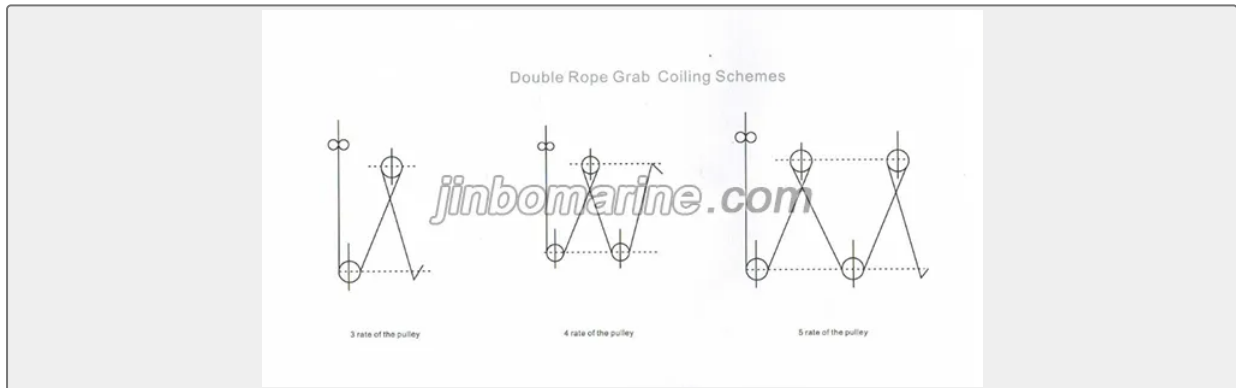 Double Rope Grab Coiling Schemes
jinbomarine.com
3 rate of the pulley
4 rate of the pulley
5 rate of the pulley